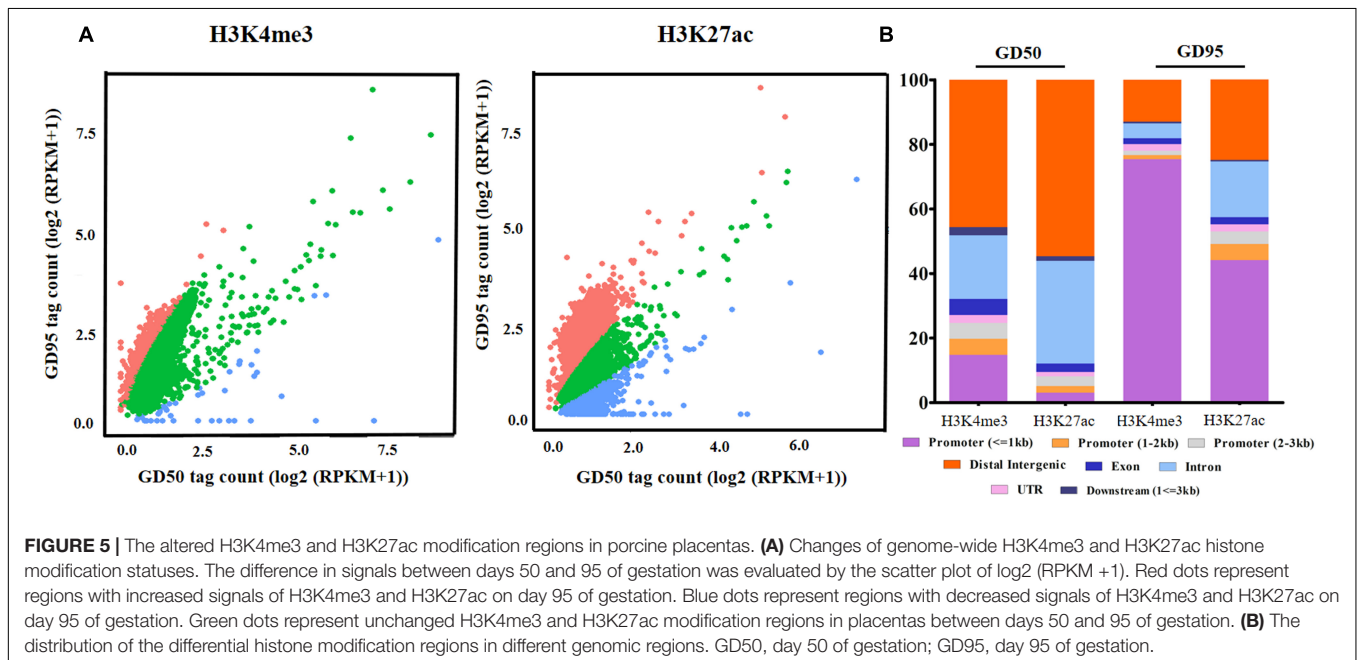 A
H3K4me3
H3K27ac
B
GD50
GD95
GD95 tag count (log2 (RPKM+1))
7.5
5.0
2.5
0.0
0.0
2.5
5.0
7.5
GD50 tag count (log2 (RPKM+1))
GD95 tag count (log2 (RPKM+1))
7.5
5.0
2.5
0.0
0.0
2.0
4.0
6.0
GD50 tag count (log2 (RPKM+1))
100
80
60
40
20
0
H3K4me3
H3K27ac
H3K4me3
H3K27ac
Promoter (<=1kb)
Promoter (1-2kb)
Promoter (2-3kb)
Distal Intergenic
Exon
Intron
UTR
Downstream (1<=3kb)
FIGURE 5 | The altered H3K4me3 and H3K27ac modification regions in porcine placentas. (A) Changes of genome-wide H3K4me3 and H3K27ac histone
modification statuses. The difference in signals between days 50 and 95 of gestation was evaluated by the scatter plot of log2 (RPKM +1). Red dots represent
regions with increased signals of H3K4me3 and H3K27ac on day 95 of gestation. Blue dots represent regions with decreased signals of H3K4me3 and H3K27ac on
day 95 of gestation. Green dots represent unchanged H3K4me3 and H3K27ac modification regions in placentas between days 50 and 95 of gestation. (B) The
distribution of the differential histone modification regions in different genomic regions. GD50, day 50 of gestation; GD95, day 95 of gestation.